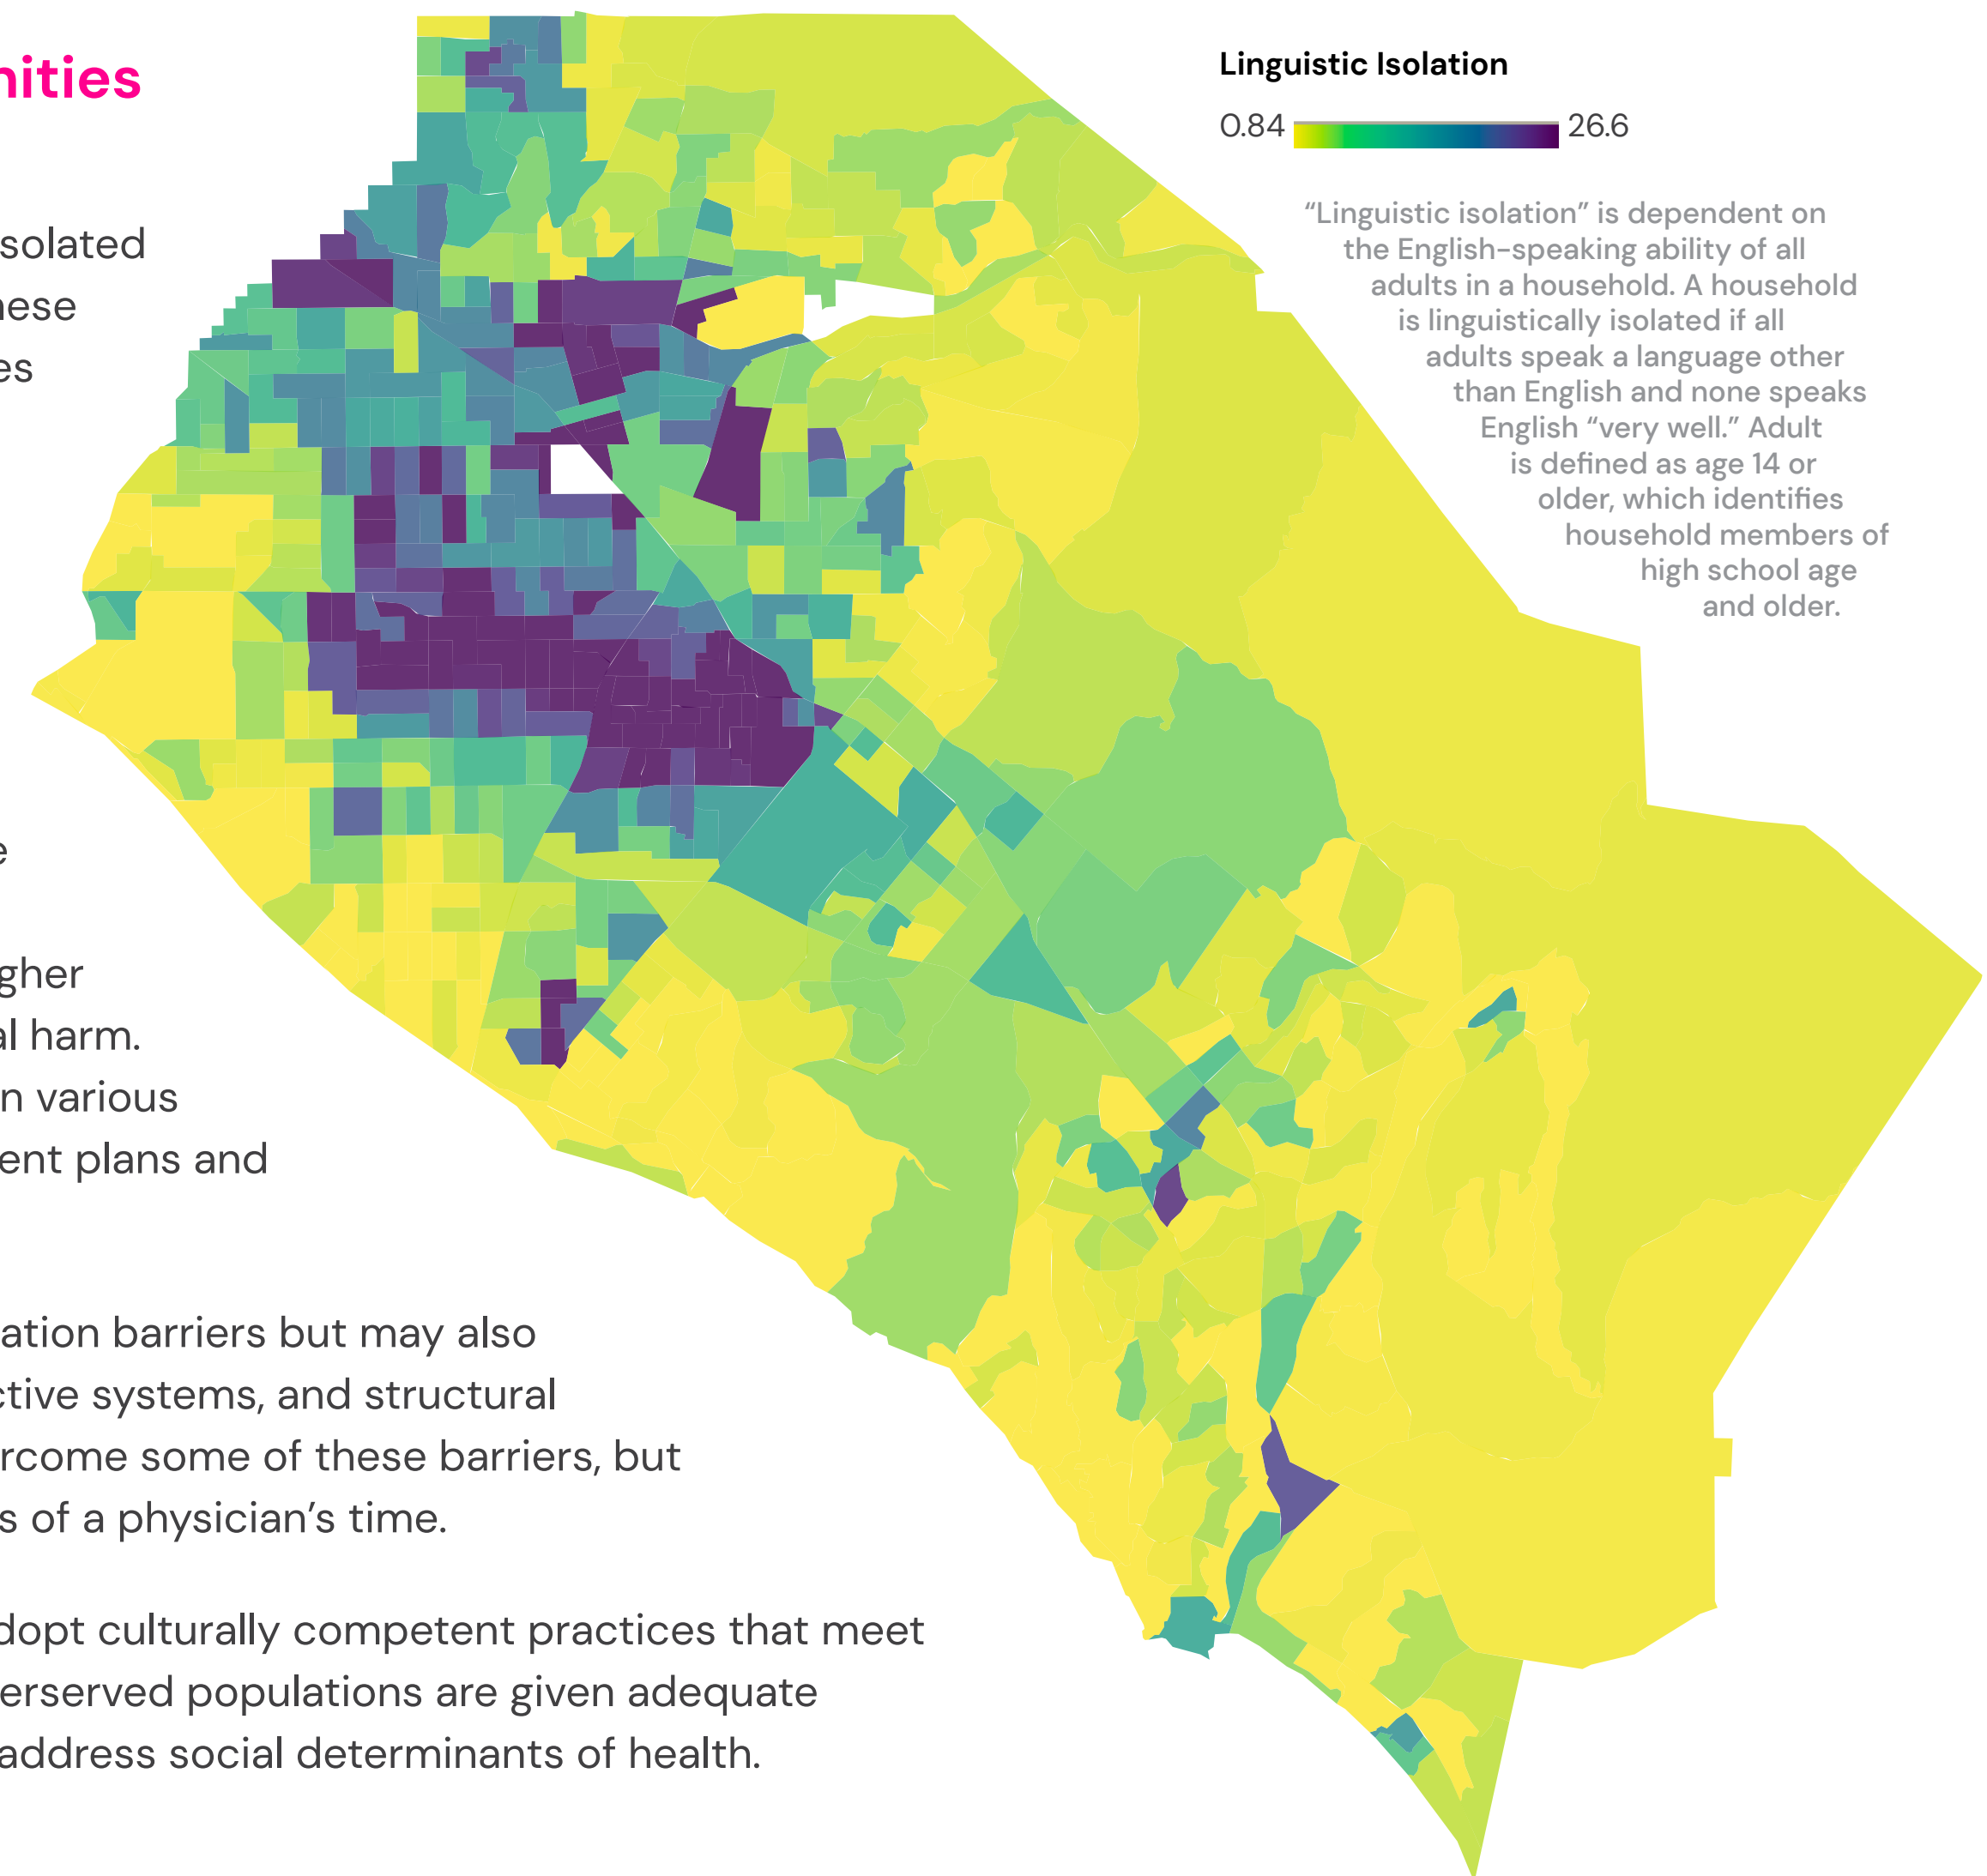 nities
solated
hese
es
e
gher
al harm.
n various
ent plans and
ation barriers but may also
ctive systems, and structural
rcome some of these barriers, but
s of a physician’s time.
dopt culturally competent practices that meet
erserved populations are given adequate
address social determinants of health.
Linguistic Isolation
0.84 26.6
“Linguistic isolation” is dependent on
the English-speaking ability of all
adults in a household. A household
is linguistically isolated if all
adults speak a language other
than English and none speaks
English “very well.” Adult
is defined as age 14 or
older, which identifies
household members of
high school age
and older.